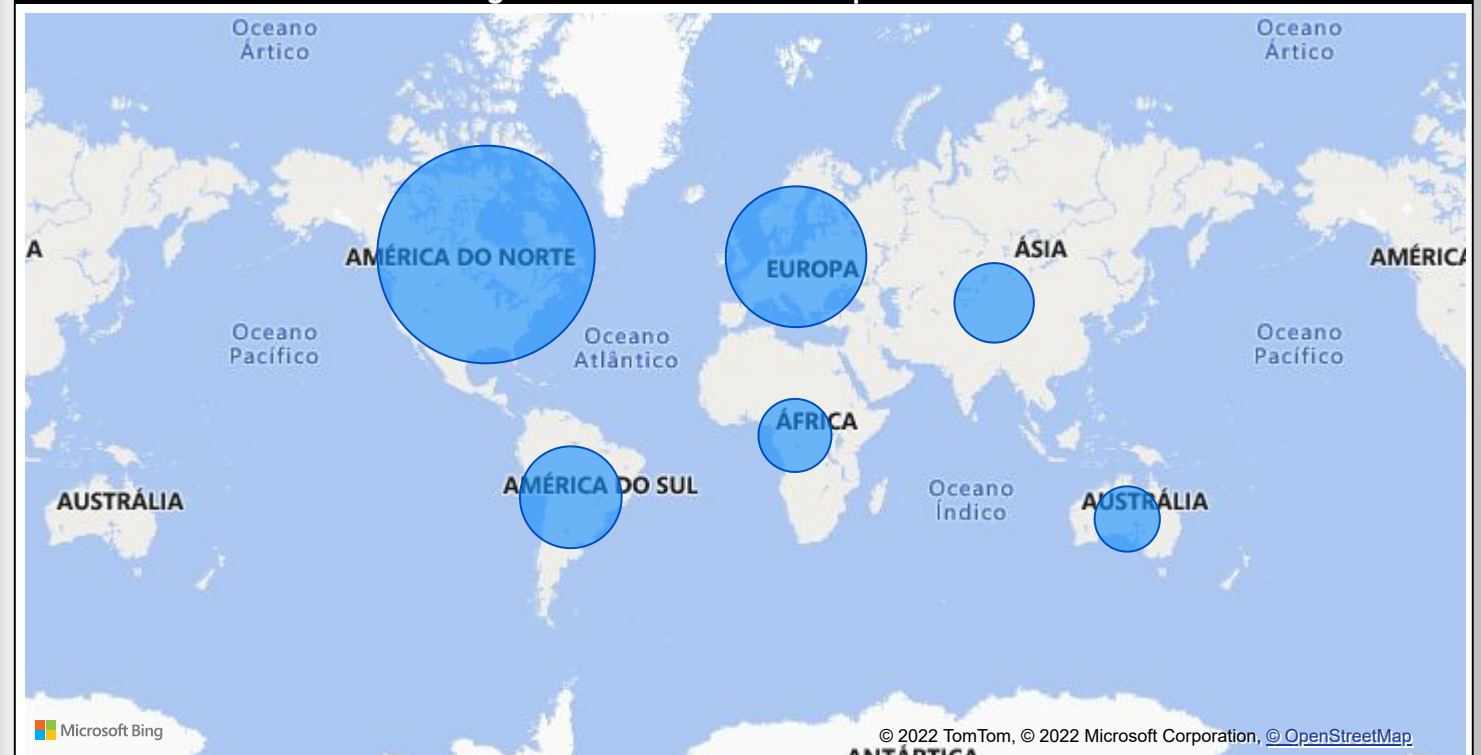 Oceano
Ártico
Oceano
Ártico
A
AMÉRICA DO NORTE
EUROPA
ÁSIA
AMÉRICA
Oceano
Pacífico
Oceano
Atlântico
Oceano
Pacífico
ÁFRICA
AMÉRICA DO SUL
AUSTRÁLIA
Oceano
Índico
AUSTRÁLIA
Microsoft Bing
© 2022 TomTom, © 2022 Microsoft Corporation, © OpenStreetMap